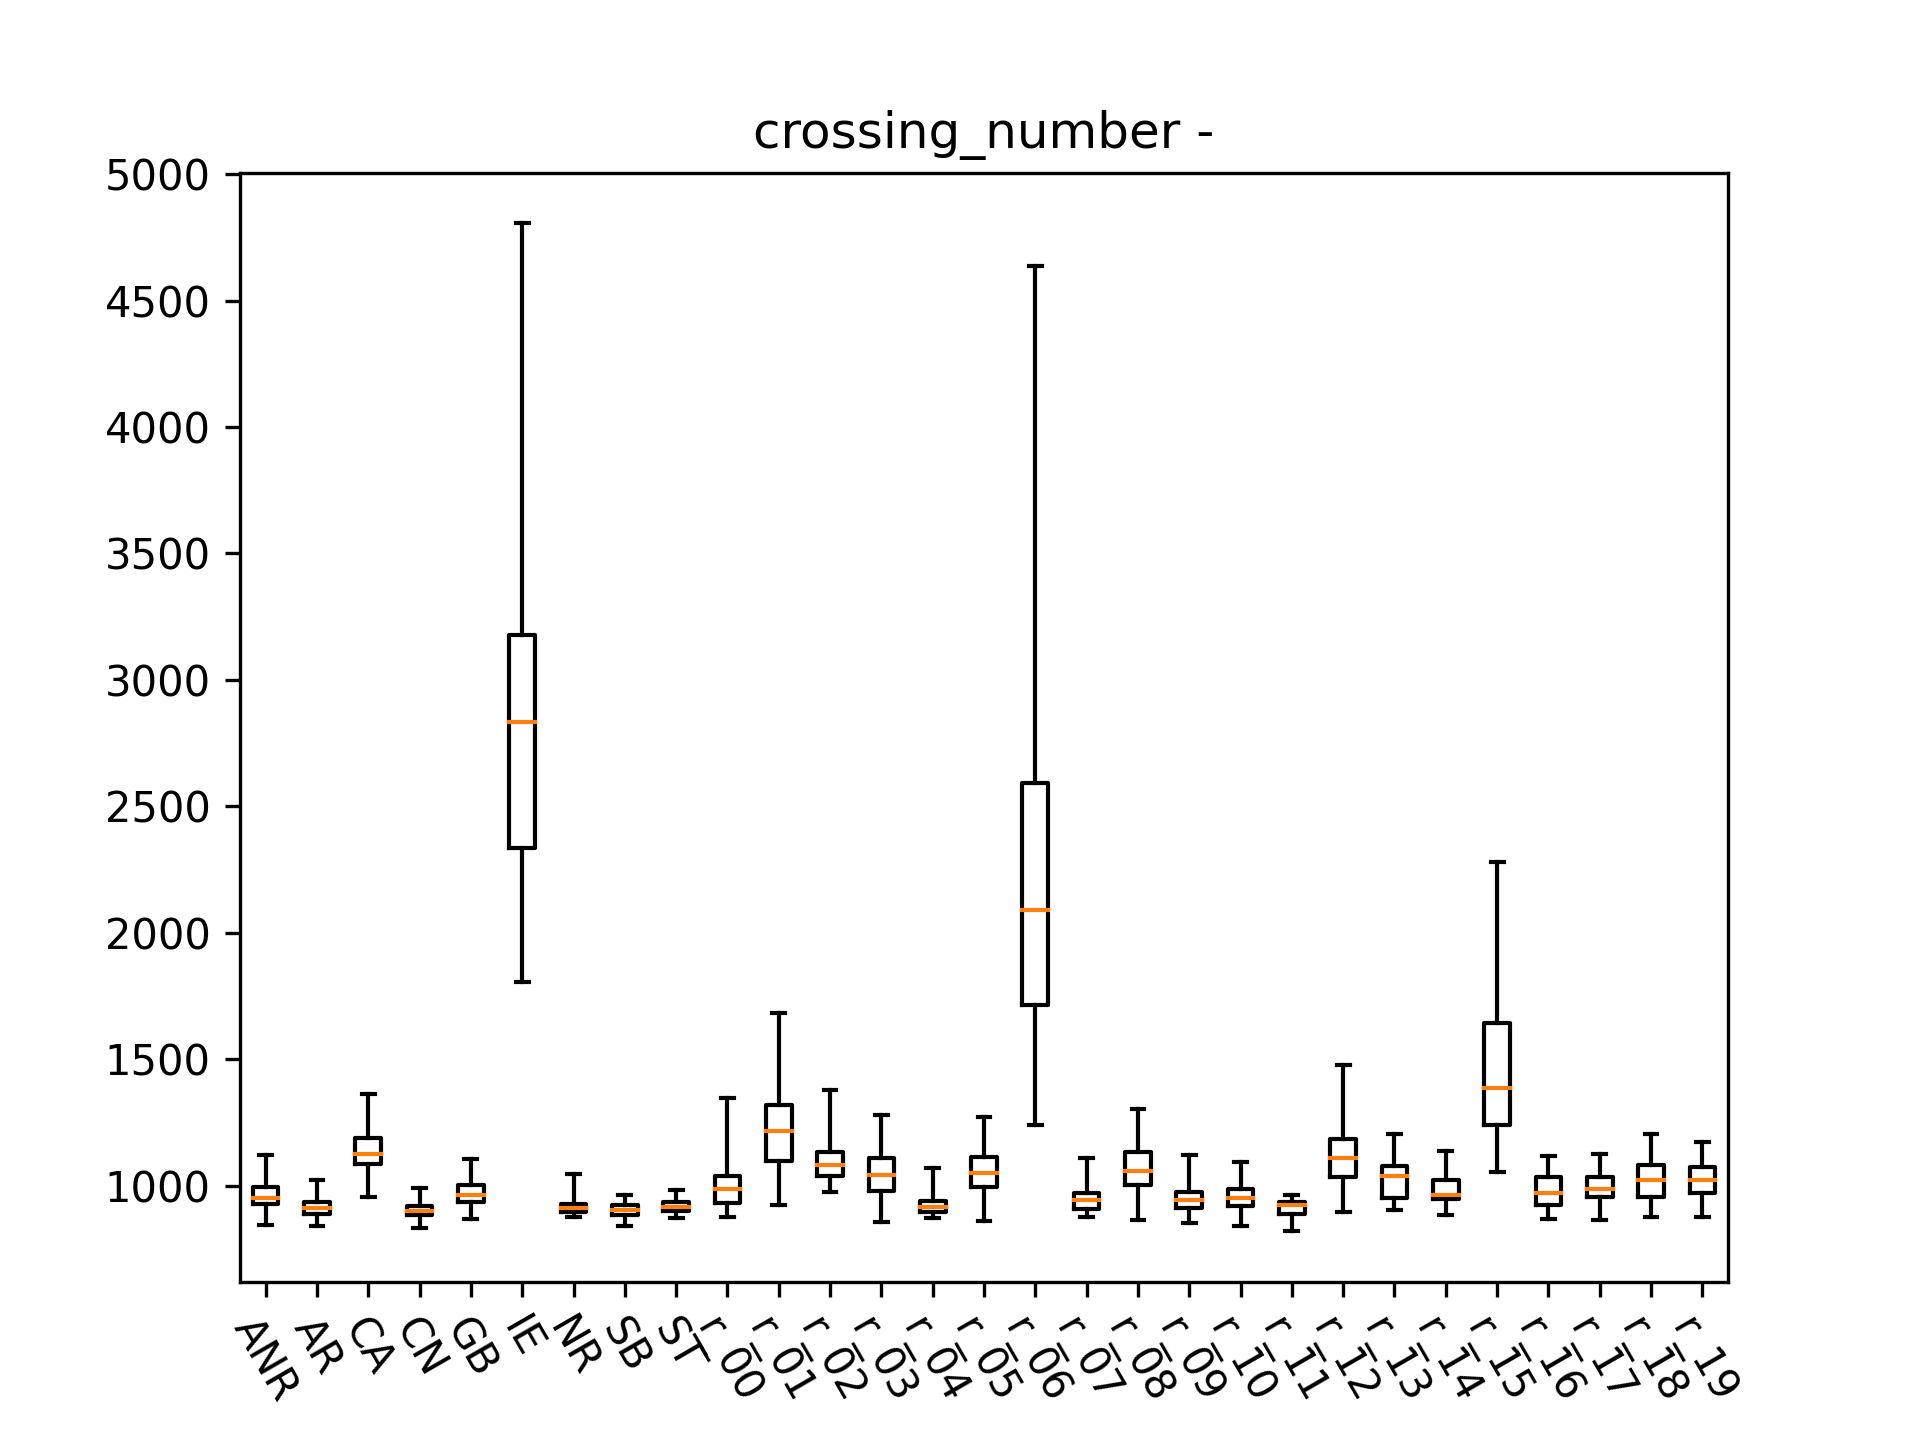 crossing_number -
5000
4500
4000
3500
3000
2500
2000
1500
1000
ANR
AR
CA
CN
GB
IE
NR
SB
ST
r_00
r_01
r_02
r_03
r_04
r_05
r_06
r_07
r_08
r_09
r_10
r_11
r_12
r_13
r_14
r_15
r_16
r_17
r_18
r_19